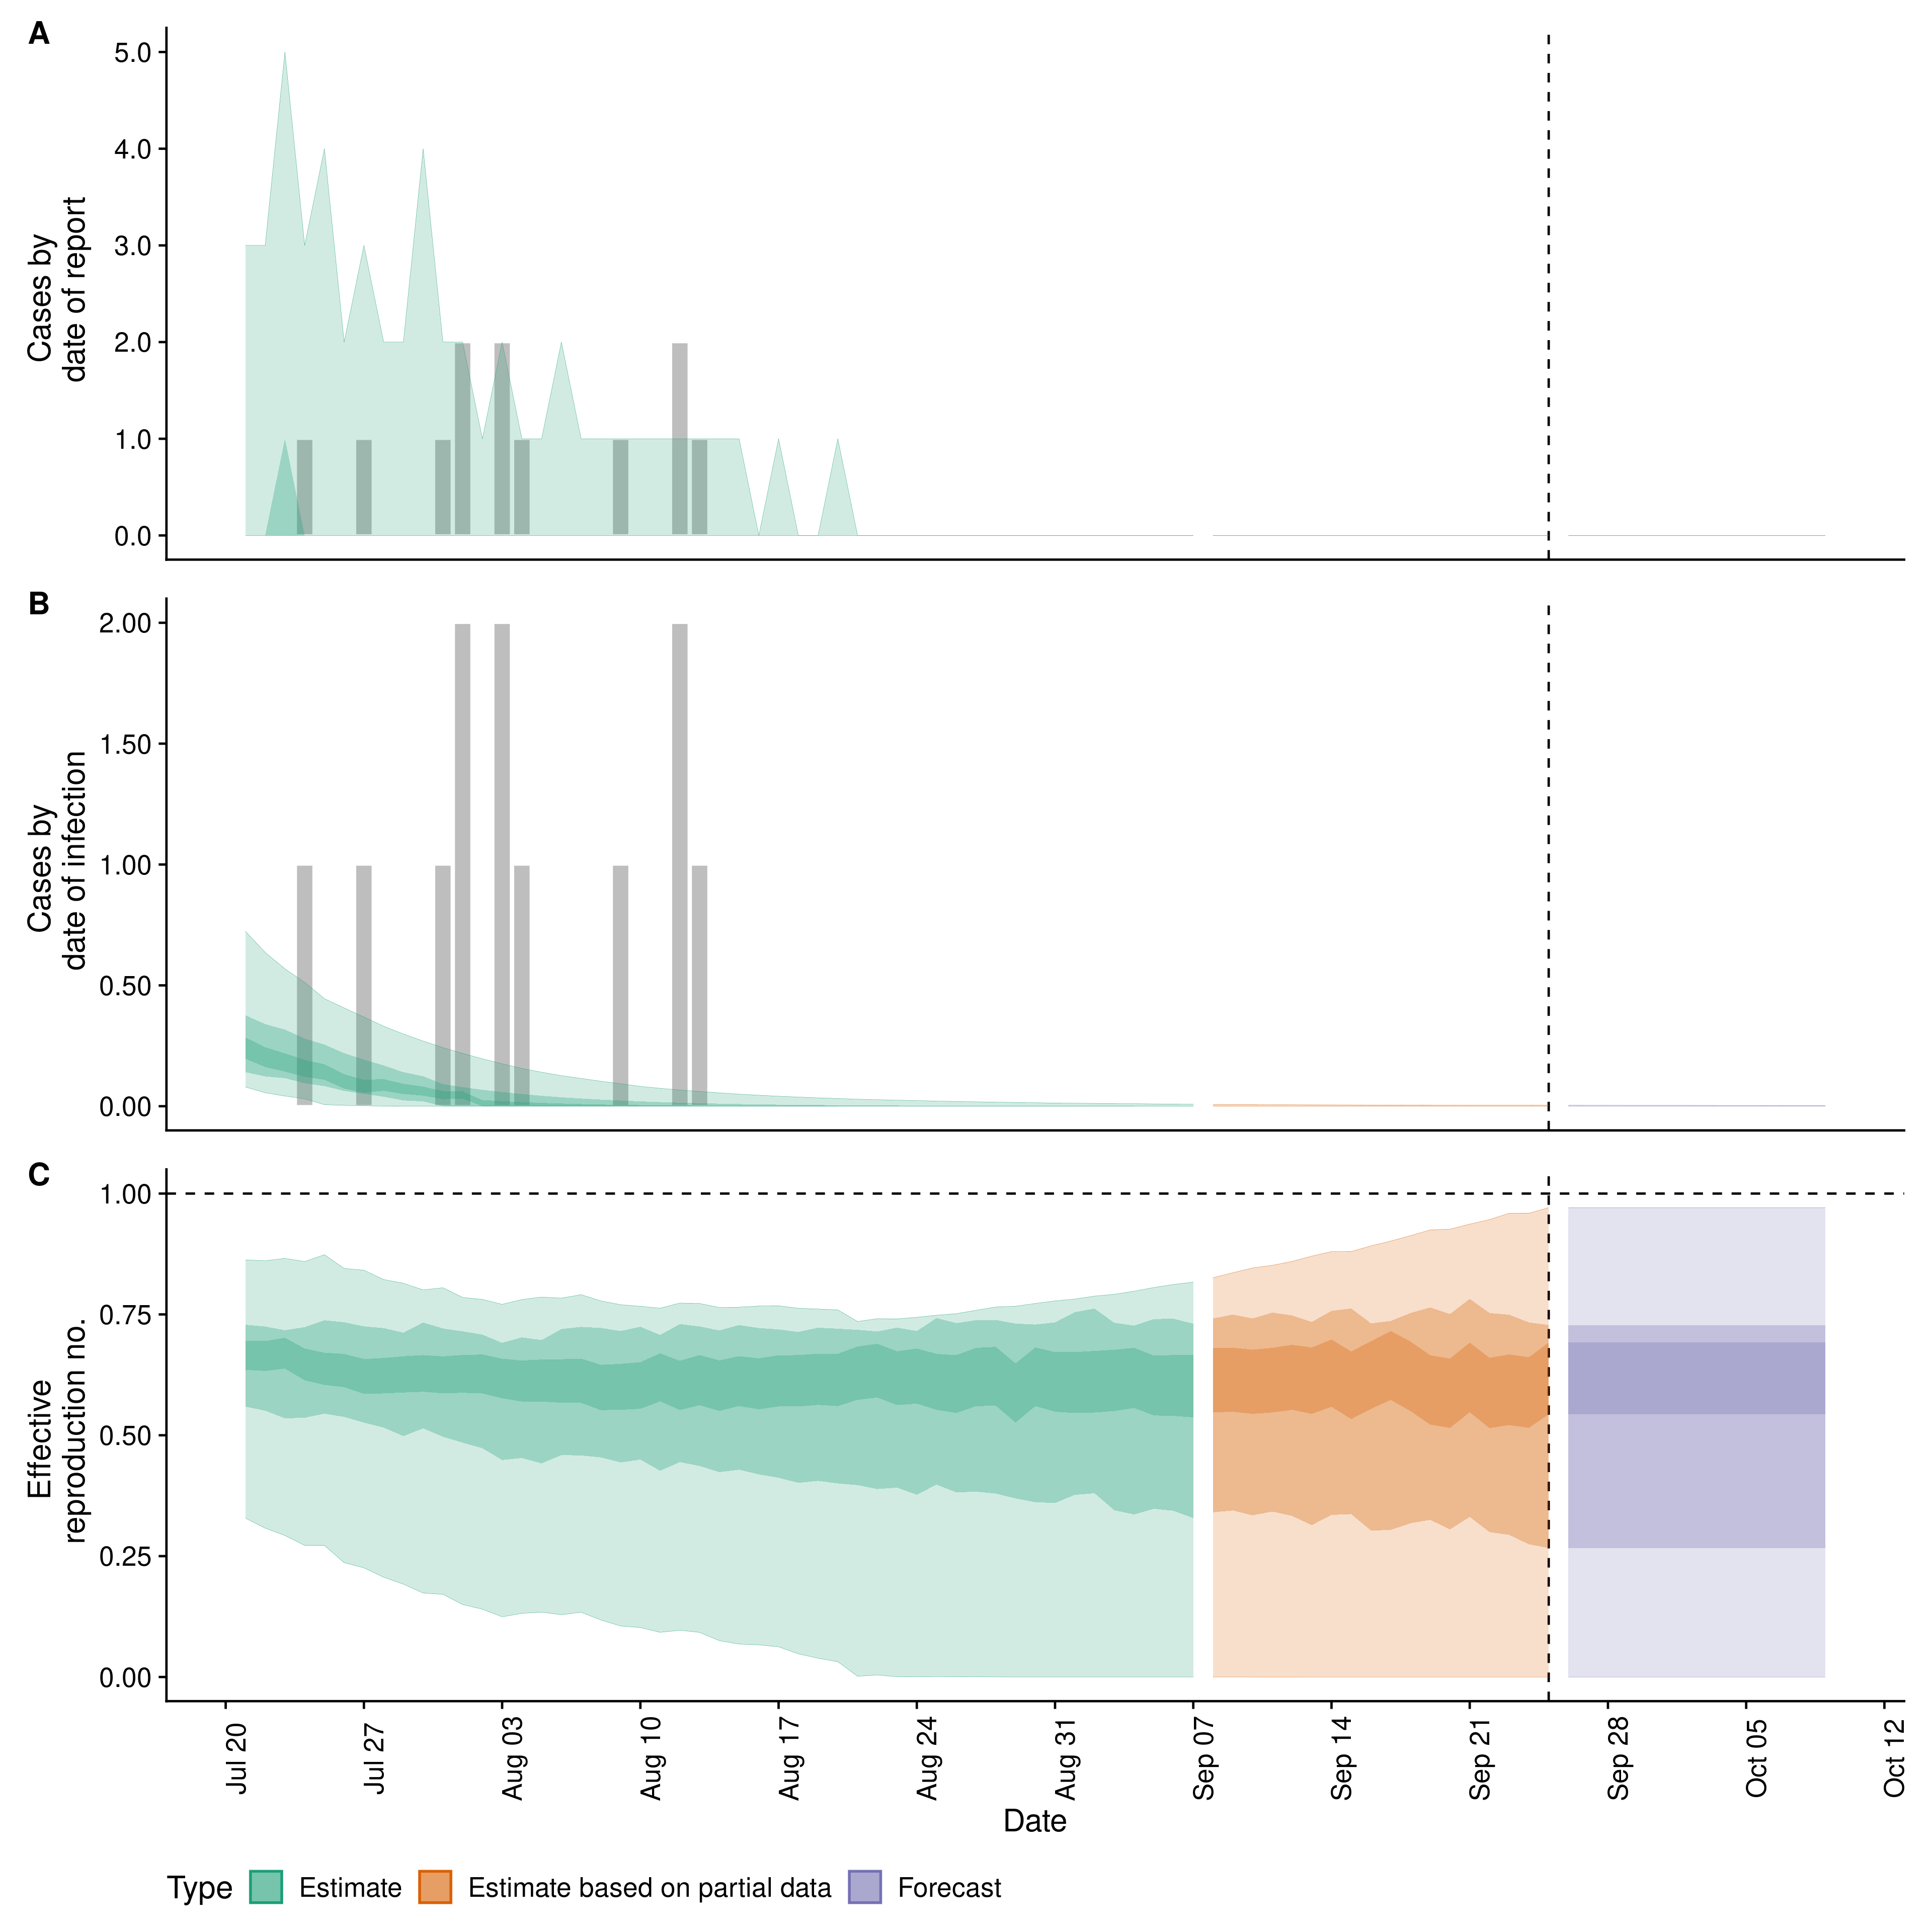 A
5.0
4.0
3.0
2.0
1.0
0.0
Cases by
date of report
B
2.00
1.50
1.00
0.50
0.00
Cases by
date of infection
C
1.00
0.75
0.50
0.25
0.00
Effective
reproduction no.
Jul 20
Jul 27
Aug 03
Aug 10
Aug 17
Aug 24
Aug 31
Sep 07
Sep 14
Sep 21
Sep 28
Oct 05
Oct 12
Date
Type Estimate Estimate based on partial data Forecast